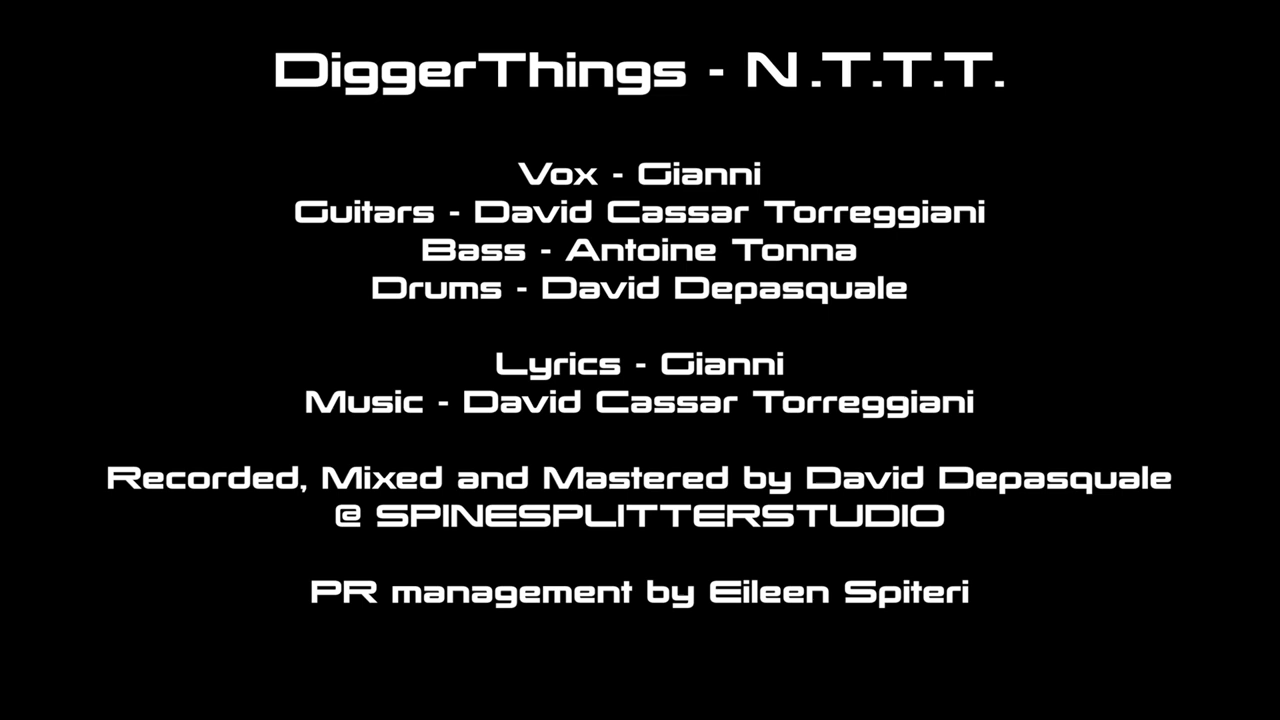 DiggerThings - N.T.T.T.
Vox - Gianni
Guitars - David Cassar Torreggiani
Bass - Antoine Tonna
Drums - David Depasquale
Lyrics - Gianni
Music - David Cassar Torreggiani
Recorded, Mixed and Mastered by David Depasquale
@ SPINESPLITTERSTUDIO
PR management by Eileen Spiteri